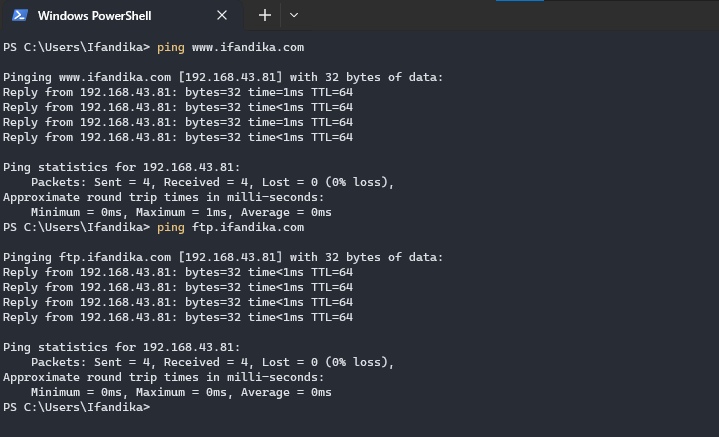 Windows PowerShell
PS C:\Users\Ifandika> ping www.ifandika.com
Pinging www.ifandika.com [192.168.43.81] with 32 bytes of data:
Reply from 192.168.43.81: bytes=32 time=1ms TTL=64
Reply from 192.168.43.81: bytes=32 time<1ms TTL=64
Reply from 192.168.43.81: bytes=32 time=1ms TTL=64
Reply from 192.168.43.81: bytes=32 time<1ms TTL=64
Ping statistics for 192.168.43.81:
    Packets: Sent = 4, Received = 4, Lost = 0 (0% loss),
Approximate round trip times in milli-seconds:
    Minimum = 0ms, Maximum = 1ms, Average = 0ms
PS C:\Users\Ifandika> ping ftp.ifandika.com
Pinging ftp.ifandika.com [192.168.43.81] with 32 bytes of data:
Reply from 192.168.43.81: bytes=32 time<1ms TTL=64
Reply from 192.168.43.81: bytes=32 time<1ms TTL=64
Reply from 192.168.43.81: bytes=32 time<1ms TTL=64
Reply from 192.168.43.81: bytes=32 time<1ms TTL=64
Ping statistics for 192.168.43.81:
    Packets: Sent = 4, Received = 4, Lost = 0 (0% loss),
Approximate round trip times in milli-seconds:
    Minimum = 0ms, Maximum = 0ms, Average = 0ms
PS C:\Users\Ifandika>